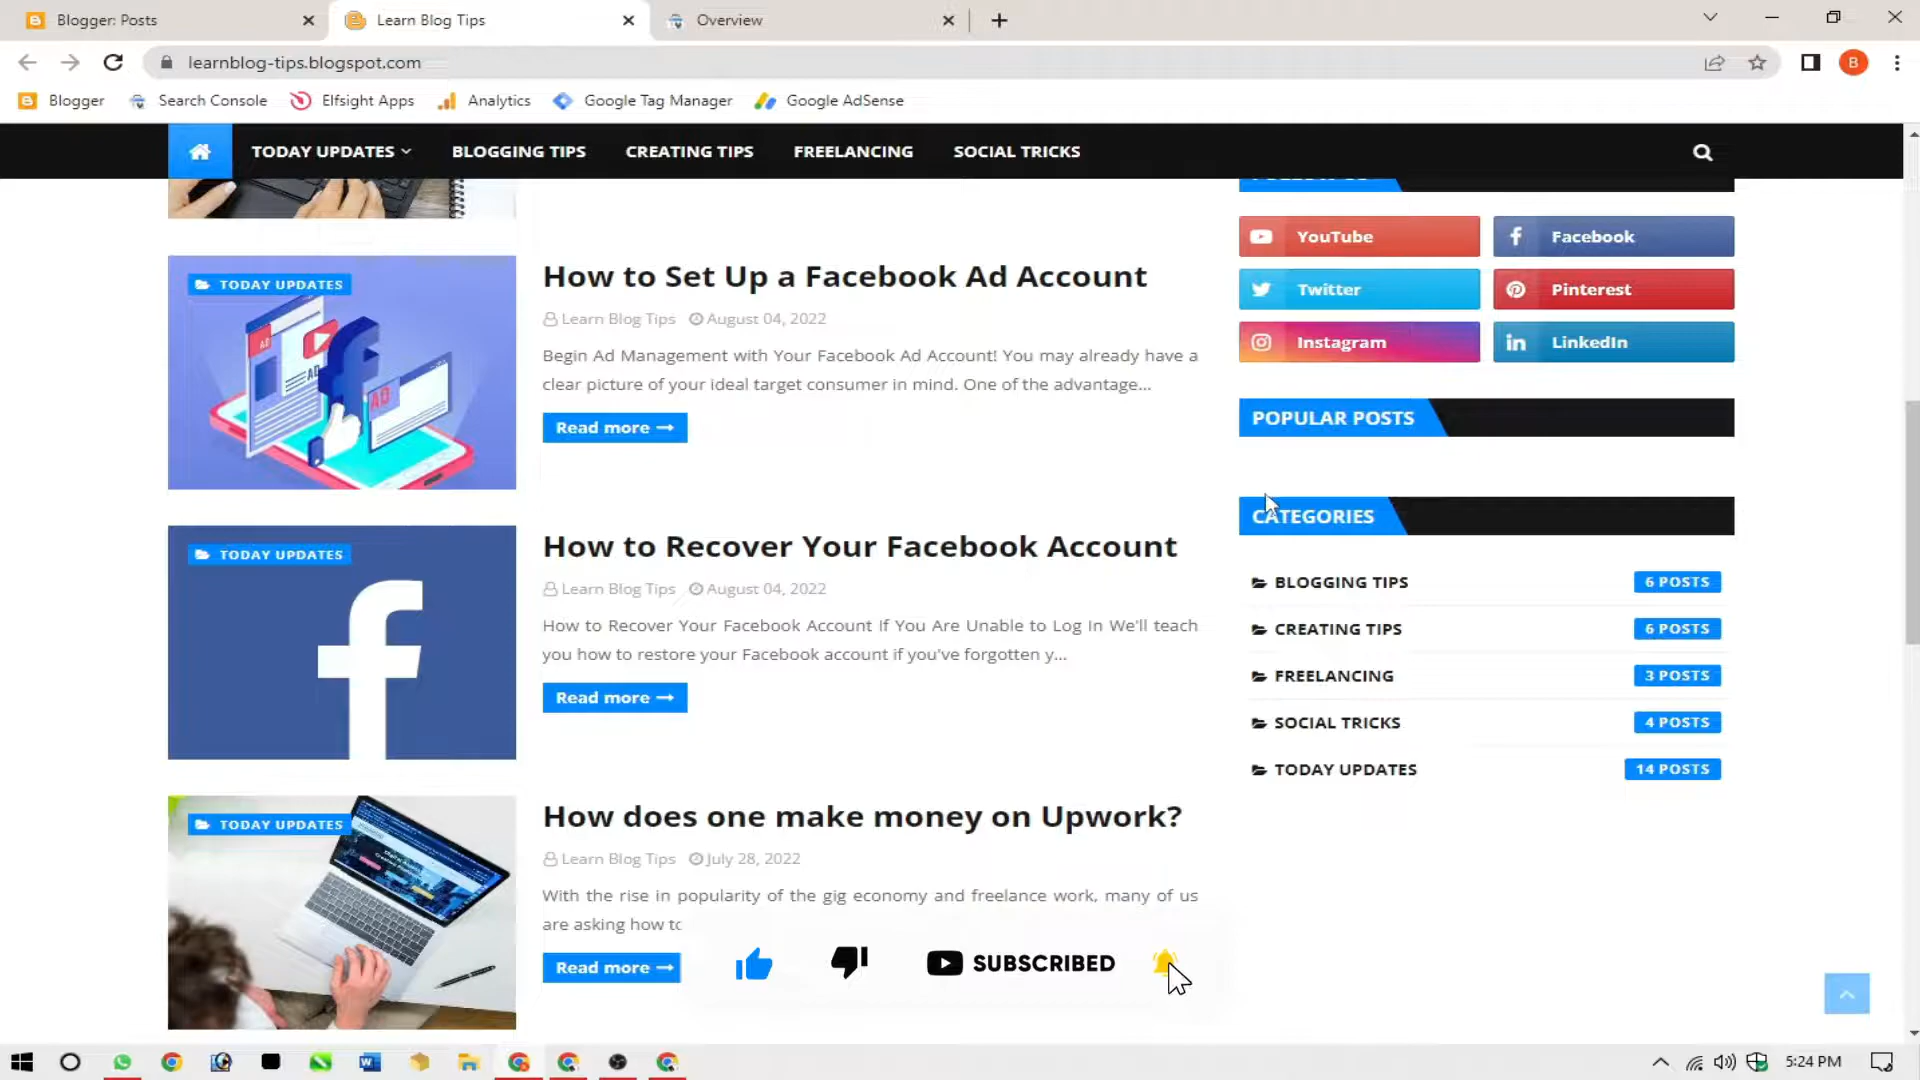 Blogger: Posts
Learn Blog Tips
Overview
learnblog-tips.blogspot.com
B
Blogger
Search Console
Elfsight Apps
Analytics
Google Tag Manager
Google AdSense
TODAY UPDATES
BLOGGING TIPS
CREATING TIPS
FREELANCING
SOCIAL TRICKS
TODAY UPDATES
AD
AD
AD
How to Set Up a Facebook Ad Account
Learn Blog Tips August 04, 2022
Begin Ad Management with Your Facebook Ad Account! You may already have a
clear picture of your ideal target consumer in mind. One of the advantage...
Read more
TODAY UPDATES
How to Recover Your Facebook Account
Learn Blog Tips August 04, 2022
How to Recover Your Facebook Account If You Are Unable to Log In We'll teach
you how to restore your Facebook account if you've forgotten y...
Read more
TODAY UPDATES
How does one make money on Upwork?
Learn Blog Tips July 28, 2022
With the rise in popularity of the gig economy and freelance work, many of us
are asking how to
Read more
SUBSCRIBED
YouTube
Facebook
Twitter
Pinterest
Instagram
LinkedIn
POPULAR POSTS
CATEGORIES
BLOGGING TIPS 6 POSTS
CREATING TIPS 6 POSTS
FREELANCING 3 POSTS
SOCIAL TRICKS 4 POSTS
TODAY UPDATES 14 POSTS
5:24 PM